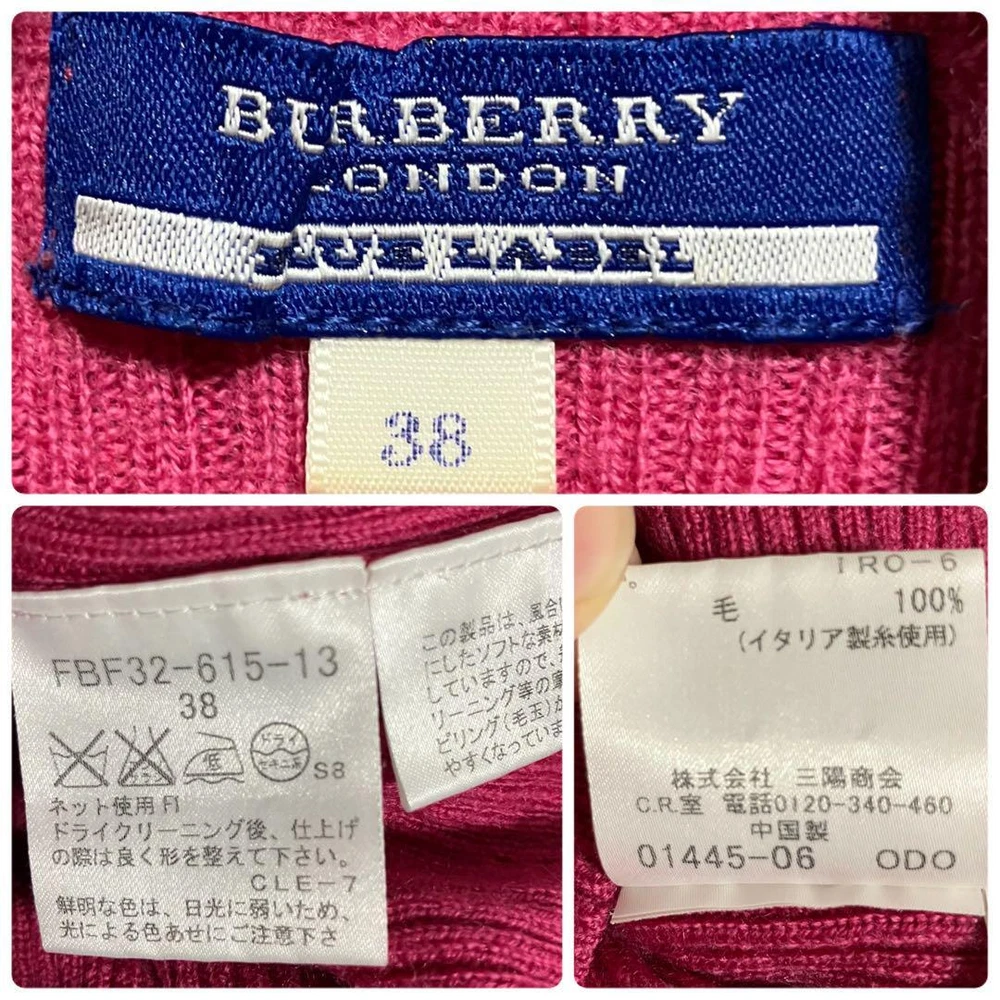 BURBERRY
LONDON
BLUE LABEL
38
FBF32-615-13
38
低 ドライ セキユ系 S8
ネット使用 F1
ドライクリーニング後、仕上げ
の際は良く形を整えて下さい。
CLE-7
鮮明な色は、日光に弱いため、
光による色あせにご注意下さ
この製品は、風合
にしたソフトな素材
していますので、
リーニング等の
ピリング(毛玉)が
やすくなっていま
IRO-6
毛 100%
(イタリア製糸使用)
株式会社 三陽商会
C.R.室 電話0120-340-460
中国製
01445-06 ODO